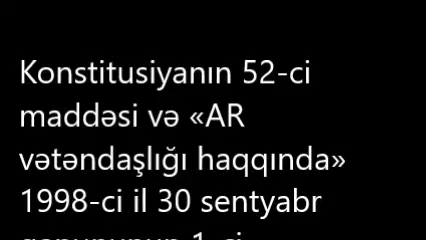 Konstitusiyanın 52-ci
maddəsi və «AR
vətəndaşlığı haqqında»
1998-ci il 30 sentyabr